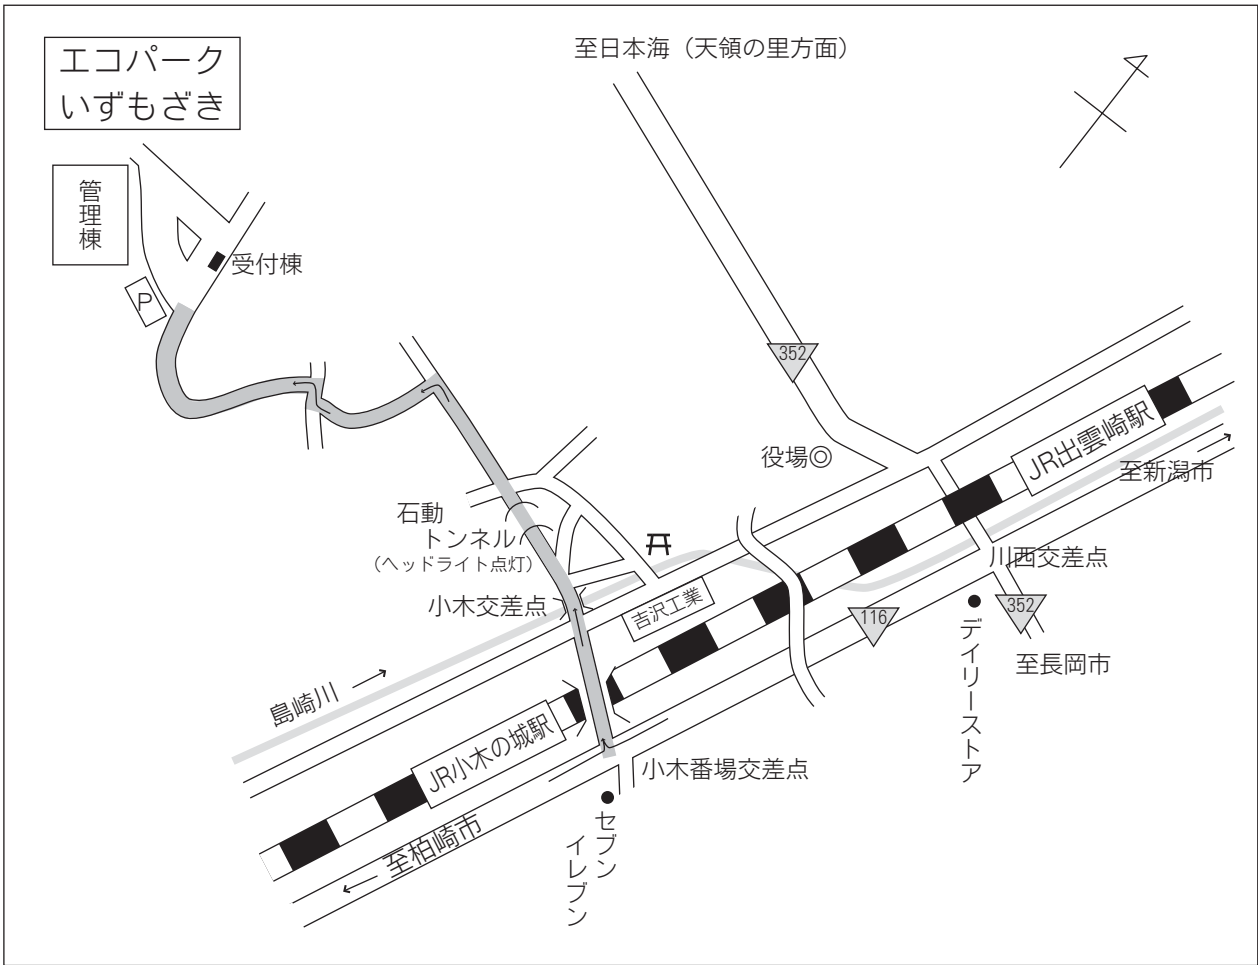 エコパーク
いずもざき
至日本海（天領の里方面）
管理棟
受付棟
P
352
役場◎
JR出雲崎駅
至新潟市
石動
トンネル
（ヘッドライト点灯）
川西交差点
小木交差点
吉沢工業
116
352
デイリーストア
至長岡市
島崎川
JR小木の城駅
小木番場交差点
至柏崎市
セブン
イレブン